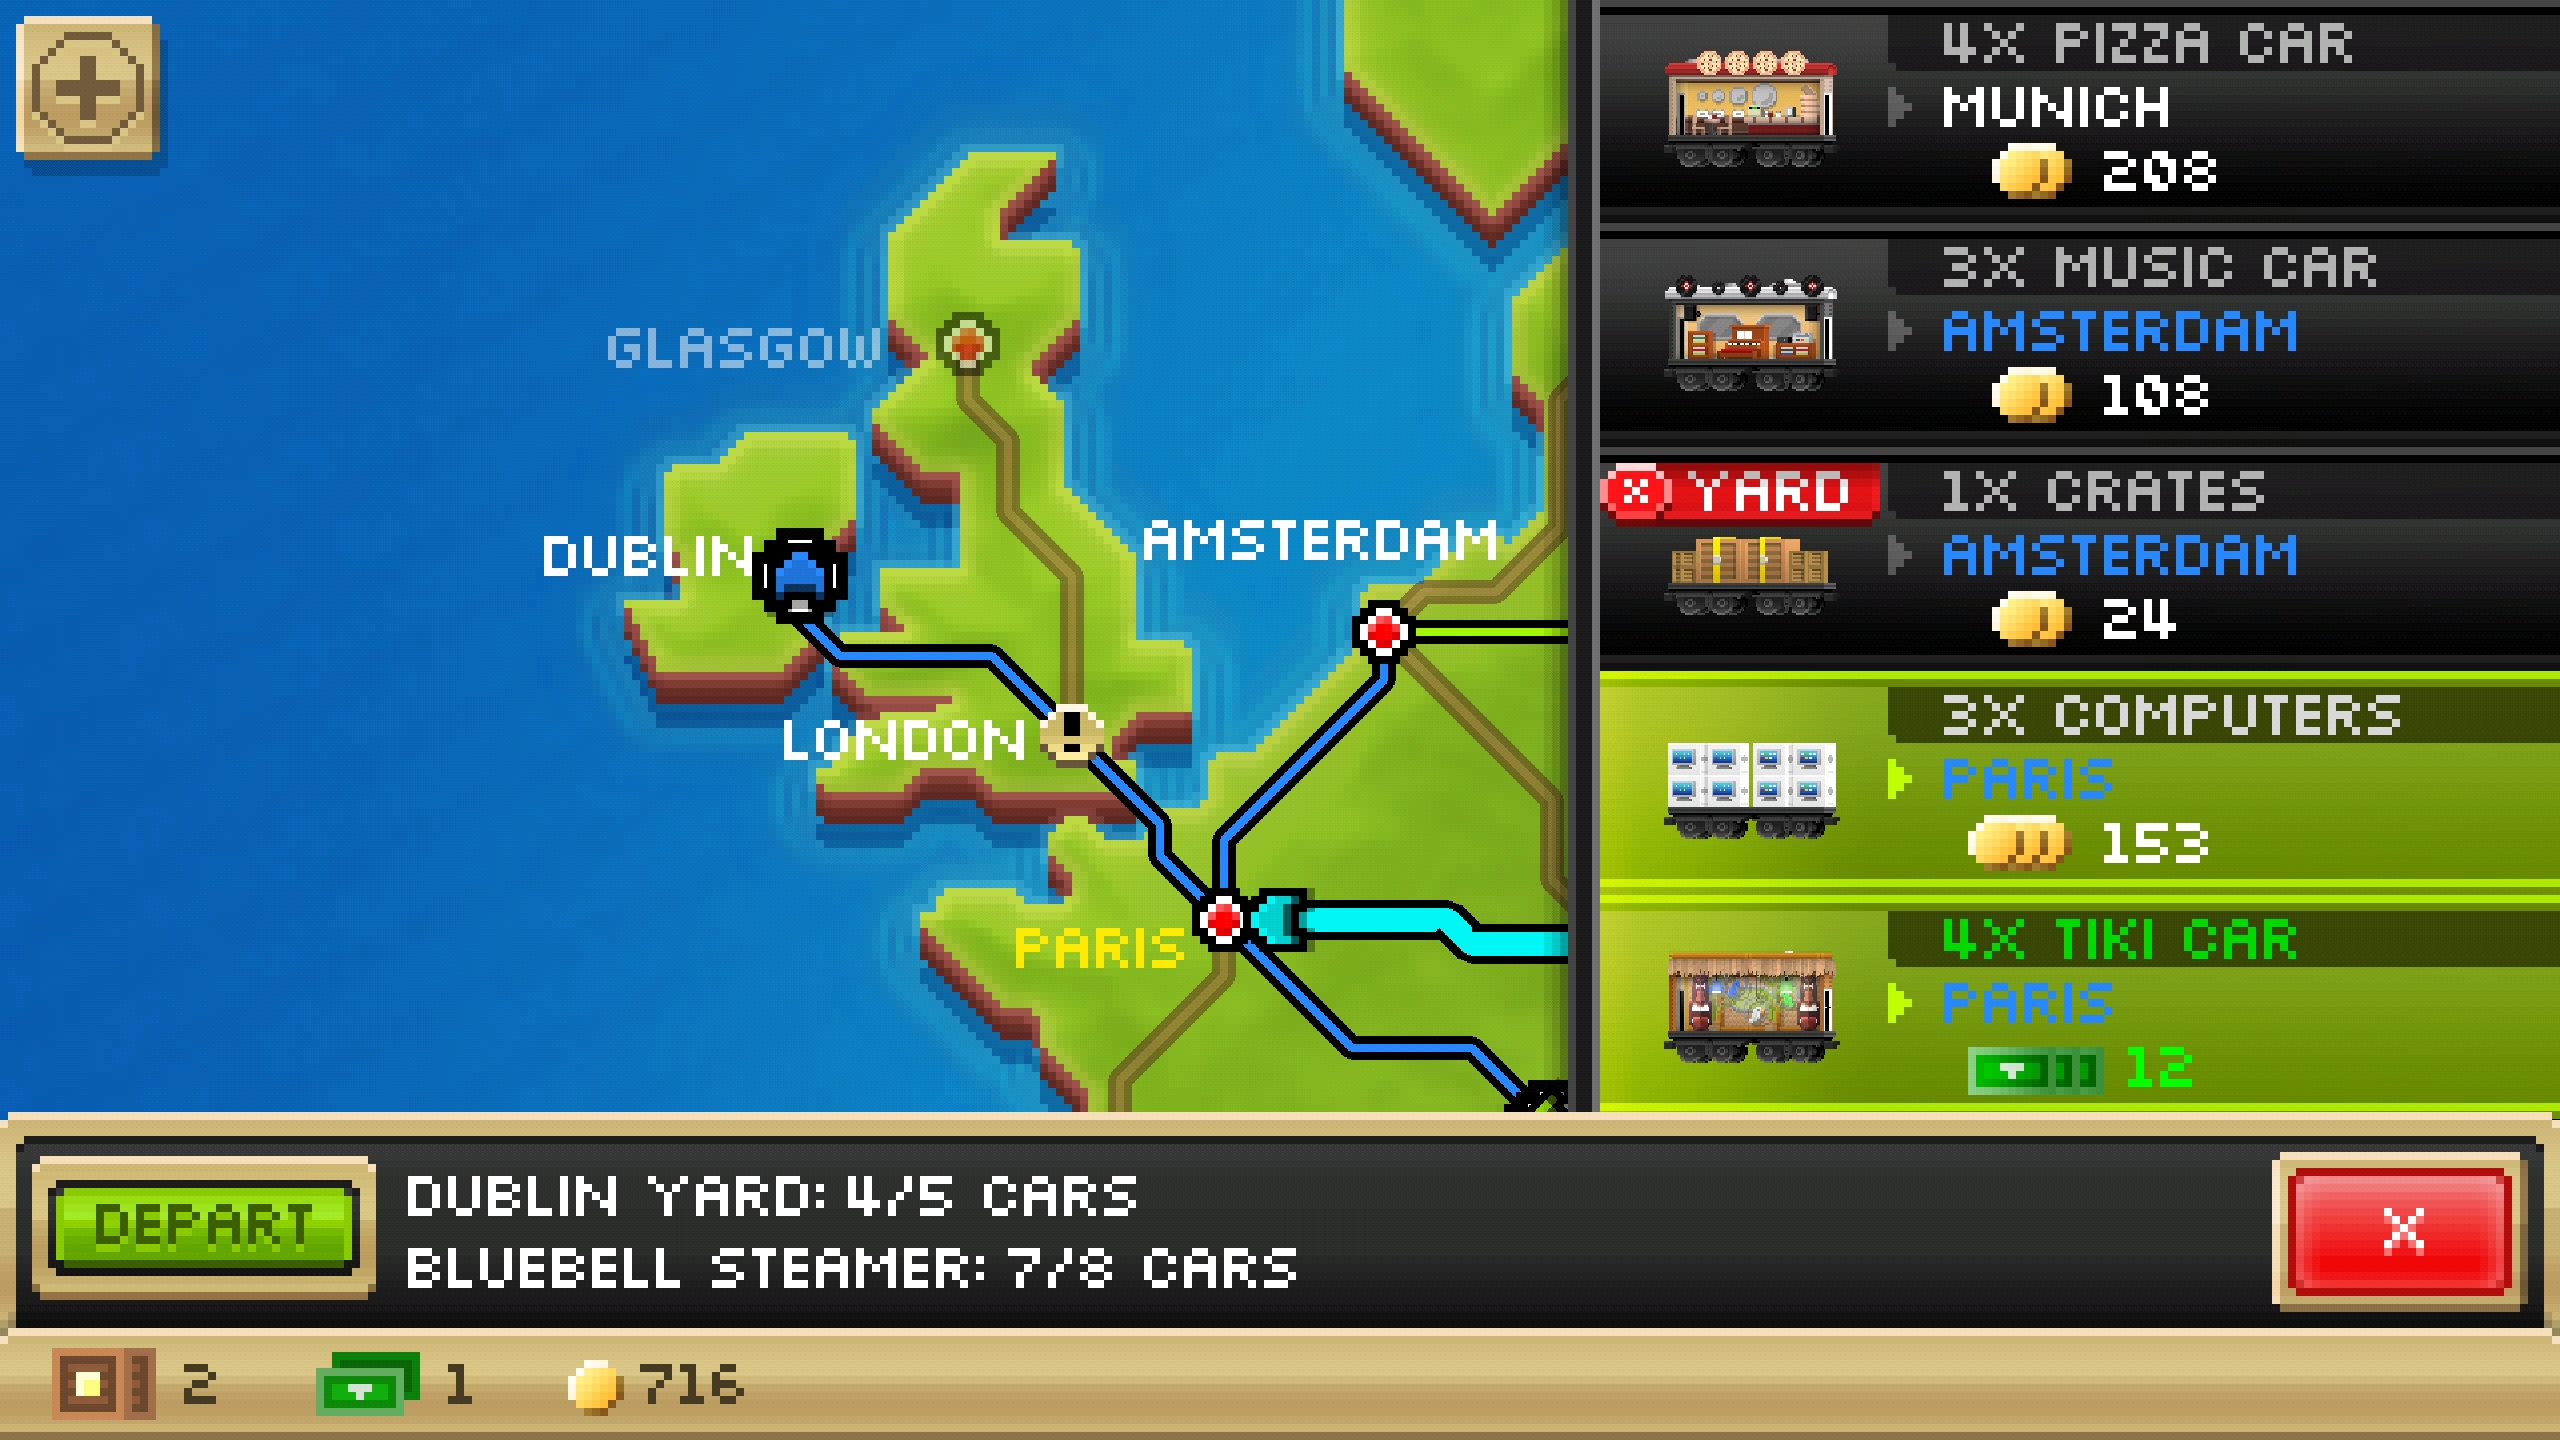 4X PIZZA CAR
MUNICH
208
3X MUSIC CAR
AMSTERDAM
108
YARD
1X CRATES
AMSTERDAM
24
3X COMPUTERS
PARIS
153
4X TIKI CAR
PARIS
12
GLASGOW
DUBLIN
AMSTERDAM
LONDON
!
PARIS
DEPART
DUBLIN YARD: 4/5 CARS
BLUEBELL STEAMER: 7/8 CARS
X
2
1
716